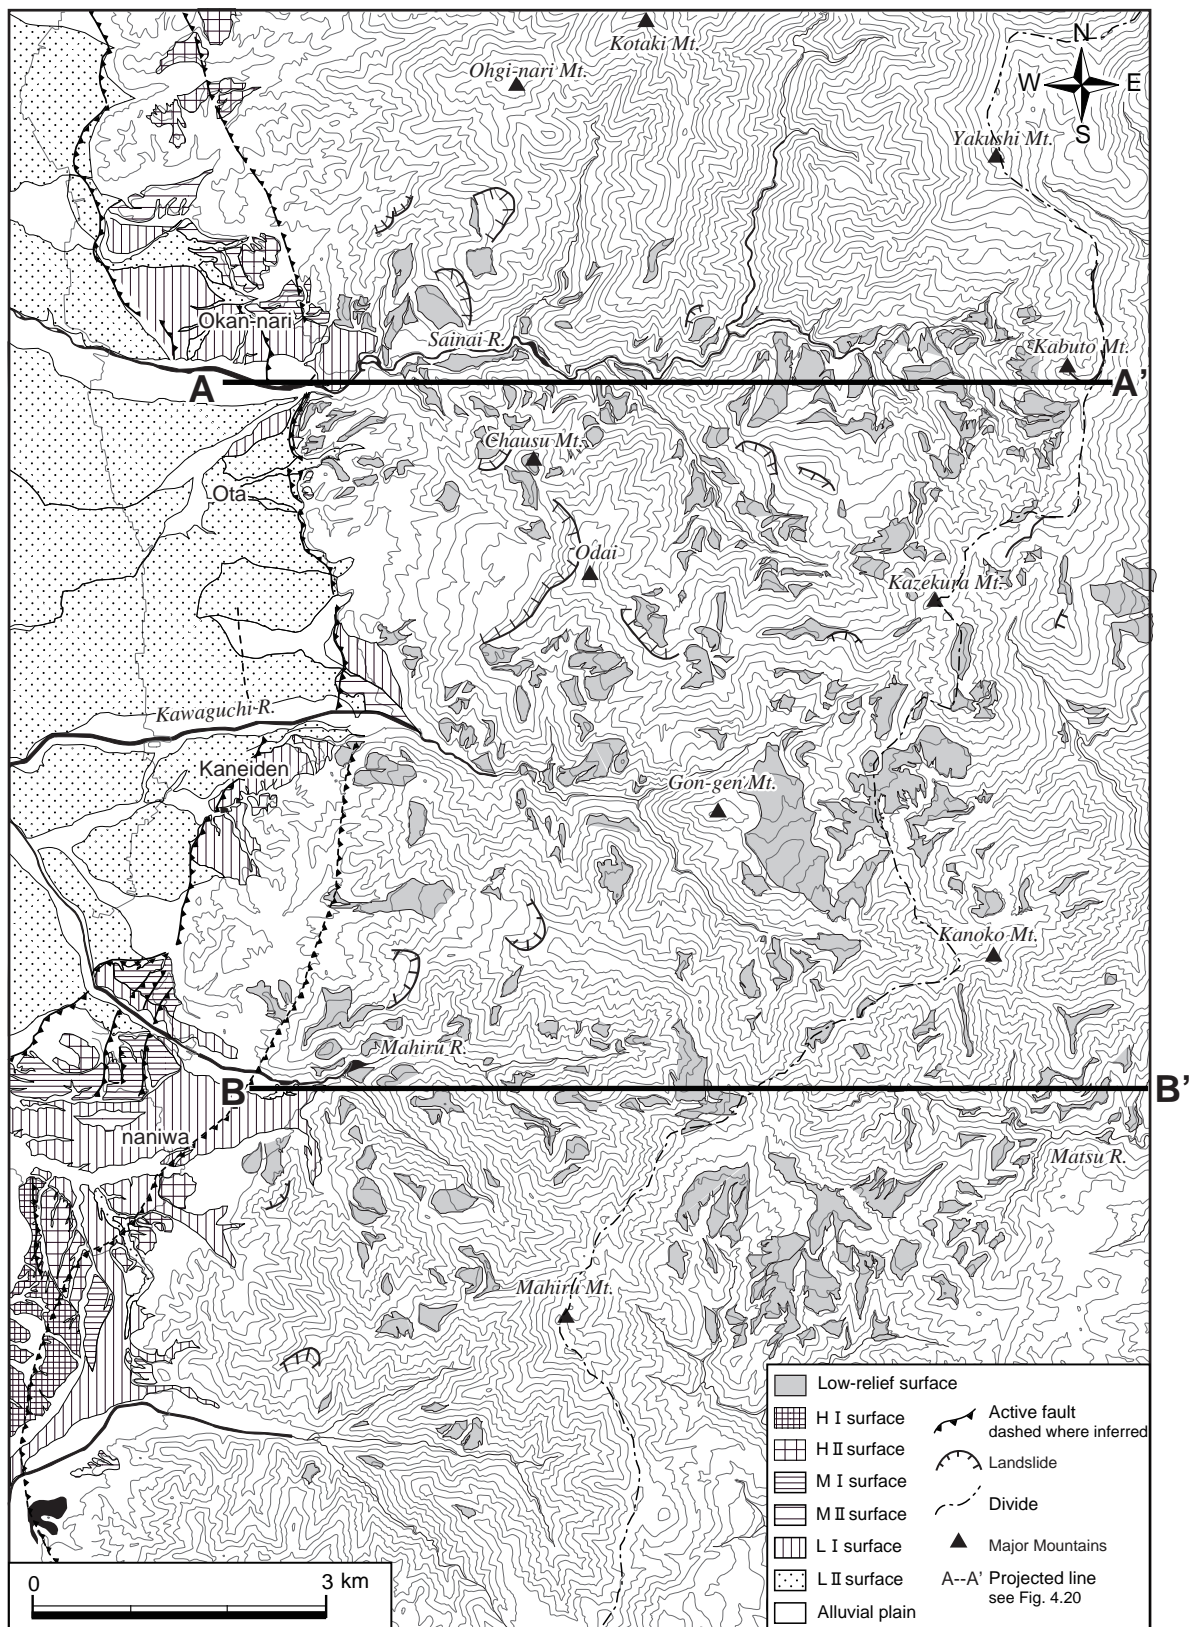 Kotaki Mt.
Ohgi-nari Mt.
N
W
E
S
Yakushi Mt.
Okan-nari
Sainai R.
Kabuto Mt.
A
A'
Chausu Mt.
Ota
Odai
Kazekura Mt.
Kawaguchi R.
Kaneiden
Gon-gen Mt.
Kanoko Mt.
Mahiru R.
B
B'
naniwa
Matsu R.
Mahiru Mt.
Low-relief surface
H I surface
H II surface
M I surface
M II surface
L I surface
L II surface
Alluvial plain
Active fault
dashed where inferred
Landslide
Divide
Major Mountains
A--A' Projected line
see Fig. 4.20
0
3 km